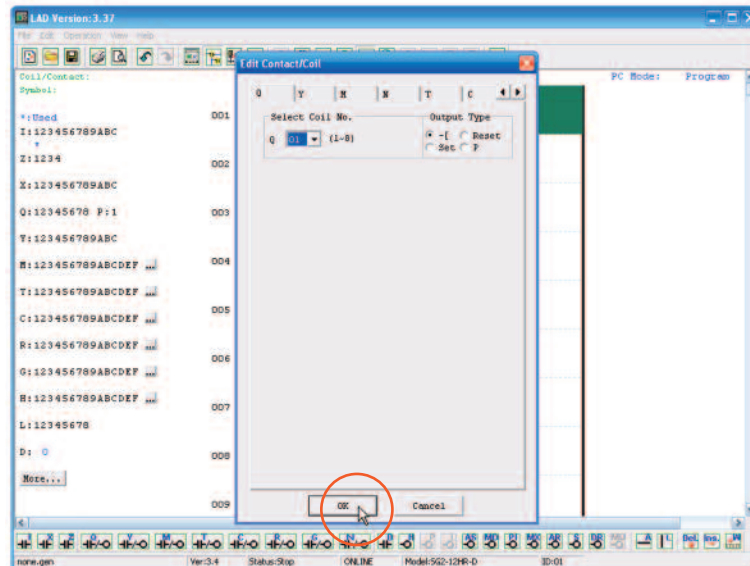 LAD Version:3.37
File Edit Operation View Help
Coil/Contact:
Symbol:
PC Mode: Program
*:Used
I:123456789ABC
*
Z:1234
X:123456789ABC
Q:12345678 P:1
Y:123456789ABC
M:123456789ABCDEF ...
T:123456789ABCDEF ...
C:123456789ABCDEF ...
R:123456789ABCDEF ...
G:123456789ABCDEF ...
H:123456789ABCDEF ...
L:12345678
D: 0
More...
001
002
003
004
005
006
007
008
009
Edit Contact/Coil
Q Y M N T C
Select Coil No.
Q 01 (1-8)
Output Type
-[ Reset
Set P
OK Cancel
none.gen Ver:3.4 Status:Stop ONLINE Model:SG2-12HR-D ID:01